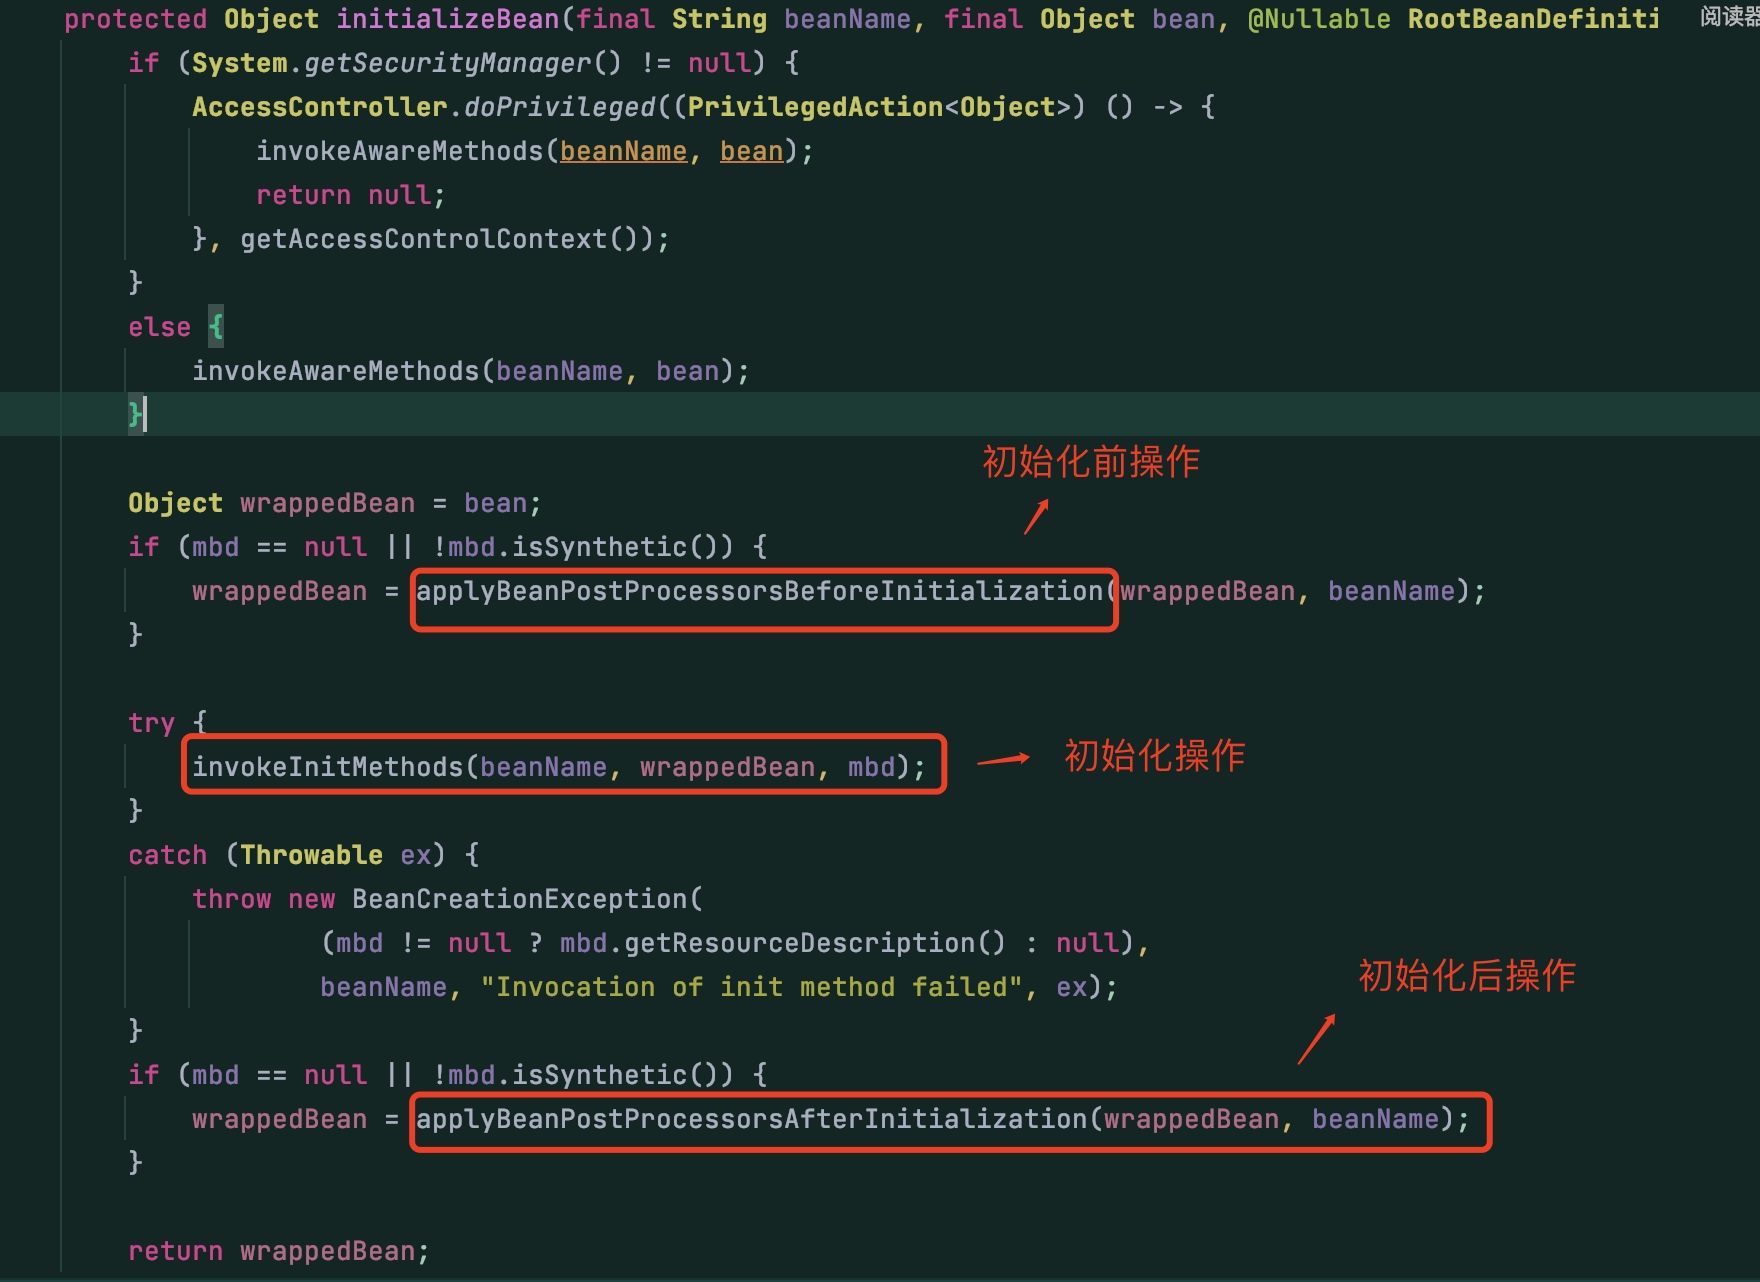 protected Object initializeBean(final String beanName, final Object bean, @Nullable RootBeanDefiniti
阅读器
if (System.getSecurityManager() != null) {
AccessController.doPrivileged((PrivilegedAction<Object>) () -> {
invokeAwareMethods(beanName, bean);
return null;
}, getAccessControlContext());
}
else {
invokeAwareMethods(beanName, bean);
}
初始化前操作
Object wrappedBean = bean;
if (mbd == null || !mbd.isSynthetic()) {
wrappedBean = applyBeanPostProcessorsBeforeInitialization(wrappedBean, beanName);
}
try {
invokeInitMethods(beanName, wrappedBean, mbd);
初始化操作
}
catch (Throwable ex) {
throw new BeanCreationException(
(mbd != null ? mbd.getResourceDescription() : null),
beanName, "Invocation of init method failed", ex);
初始化后操作
}
if (mbd == null || !mbd.isSynthetic()) {
wrappedBean = applyBeanPostProcessorsAfterInitialization(wrappedBean, beanName);
}
return wrappedBean;